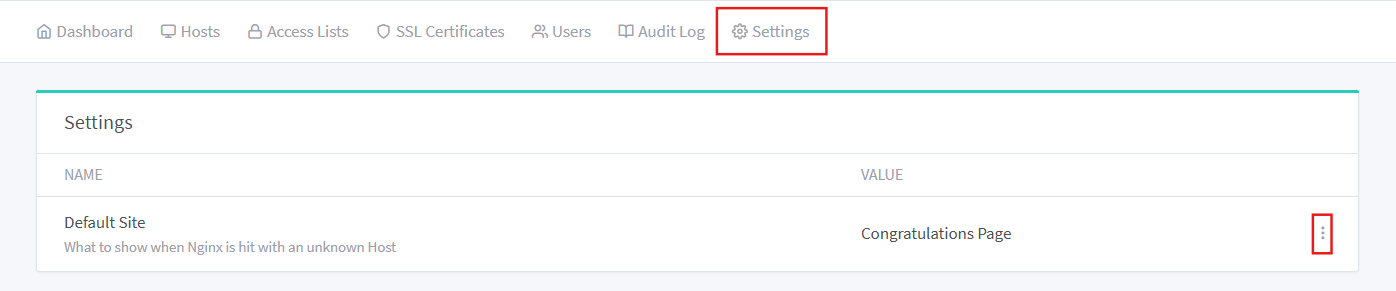 Dashboard Hosts Access Lists SSL Certificates Users Audit Log Settings
Settings
NAME VALUE
Default Site
What to show when Nginx is hit with an unknown Host
Congratulations Page